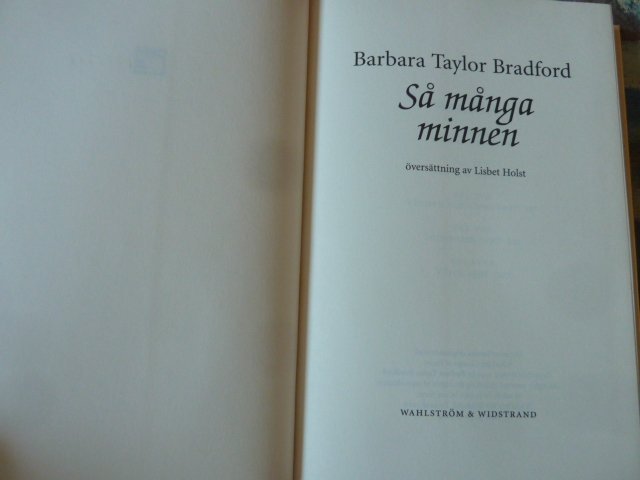 Barbara Taylor Bradford
Så många
minnen
översättning av Lisbet Holst
WAHLSTRÖM & WIDSTRAND